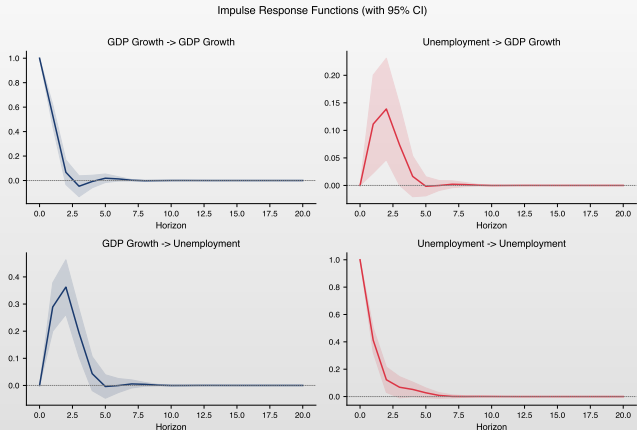 Impulse Response Functions (with 95% CI)
GDP Growth -> GDP Growth
1.0
0.8
0.6
0.4
0.2
0.0
0.0 2.5 5.0 7.5 10.0 12.5 15.0 17.5 20.0
Horizon
Unemployment -> GDP Growth
0.20
0.15
0.10
0.05
0.00
0.0 2.5 5.0 7.5 10.0 12.5 15.0 17.5 20.0
Horizon
GDP Growth -> Unemployment
0.4
0.3
0.2
0.1
0.0
0.0 2.5 5.0 7.5 10.0 12.5 15.0 17.5 20.0
Horizon
Unemployment -> Unemployment
1.0
0.8
0.6
0.4
0.2
0.0
0.0 2.5 5.0 7.5 10.0 12.5 15.0 17.5 20.0
Horizon